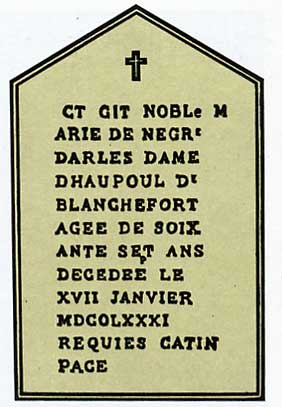 CT GIT NOBLe M
ARIE DE NEGRe
DARLES DAME
DHAUPOUL De
BLANCHEFORT
AGEE DE SOIX
ANTE SEpT ANS
DECEDEE LE
XVII JANVIER
MDCOLXXXI
REQUIES CATIN
PACE